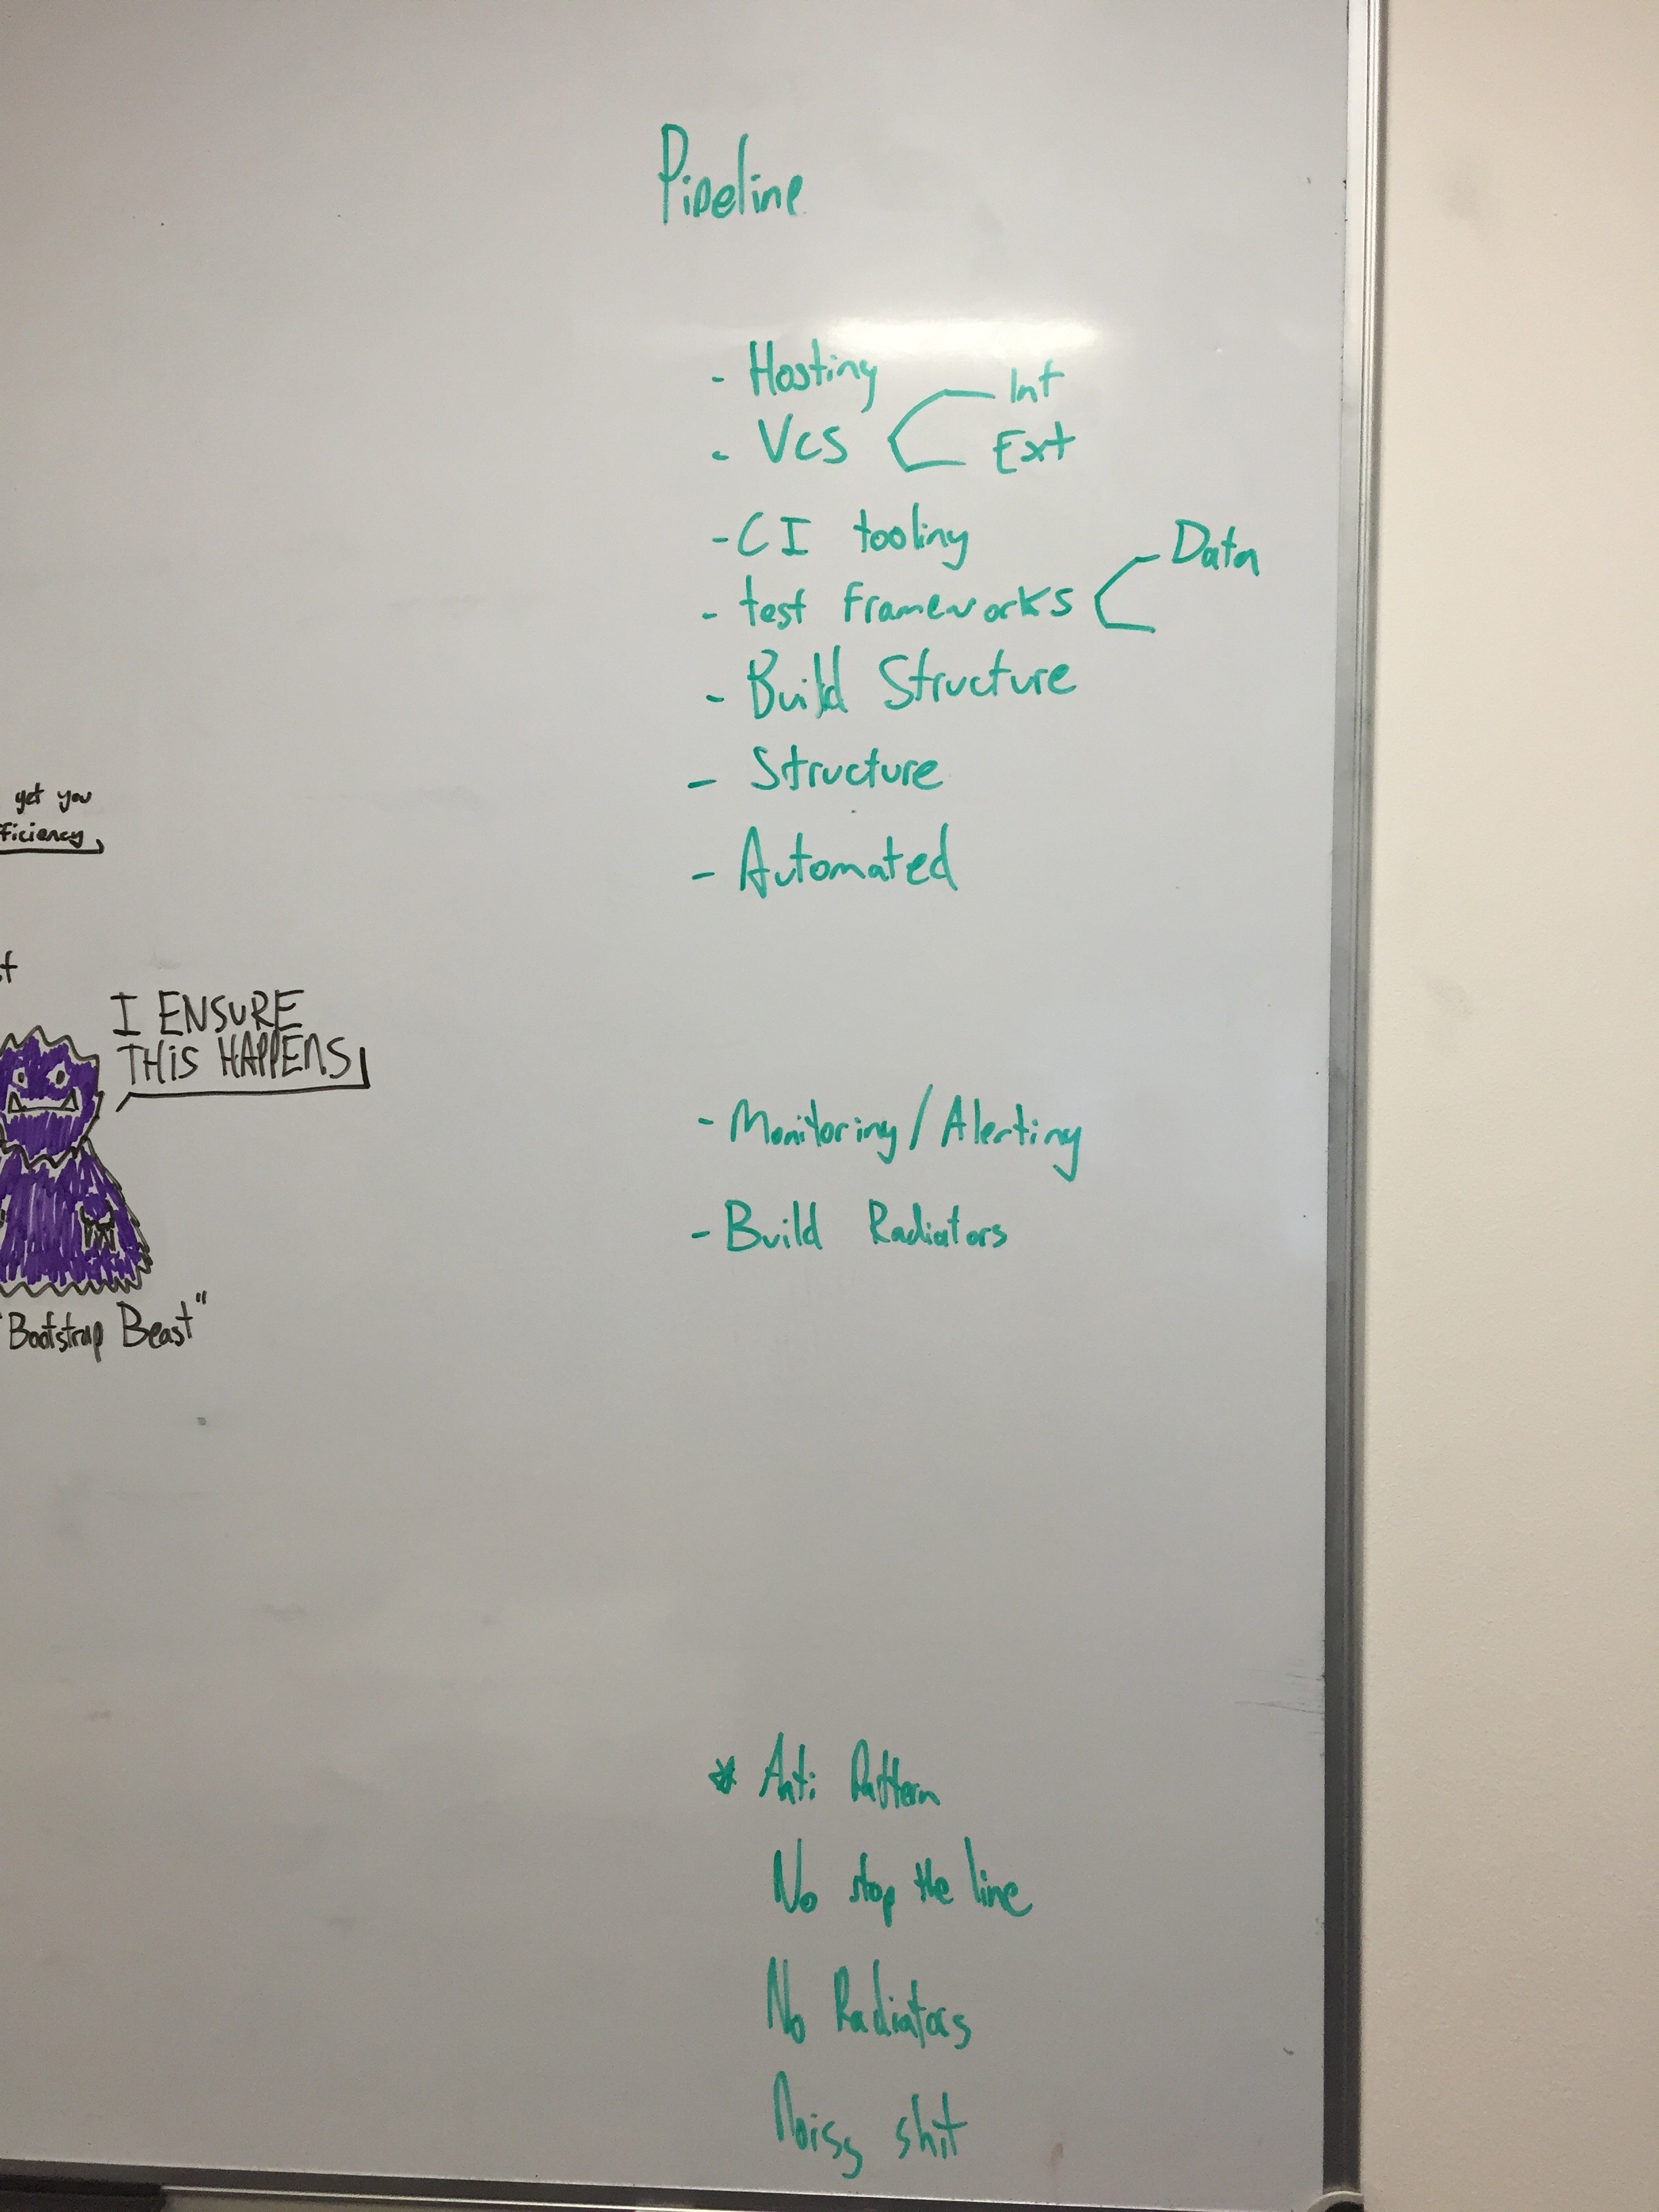 Pipeline
- Hosting
- VCS
Int
Ext
- CI tooling
- test frameworks
Data
- Build Structure
- Structure
- Automated
- Monitoring/Alerting
- Build Radiators
* Anti Pattern
No stop the line
No Radiators
Noisy shit
get you
ficiency
I ENSURE
THIS HAPPENS
"Bootstrap Beast"